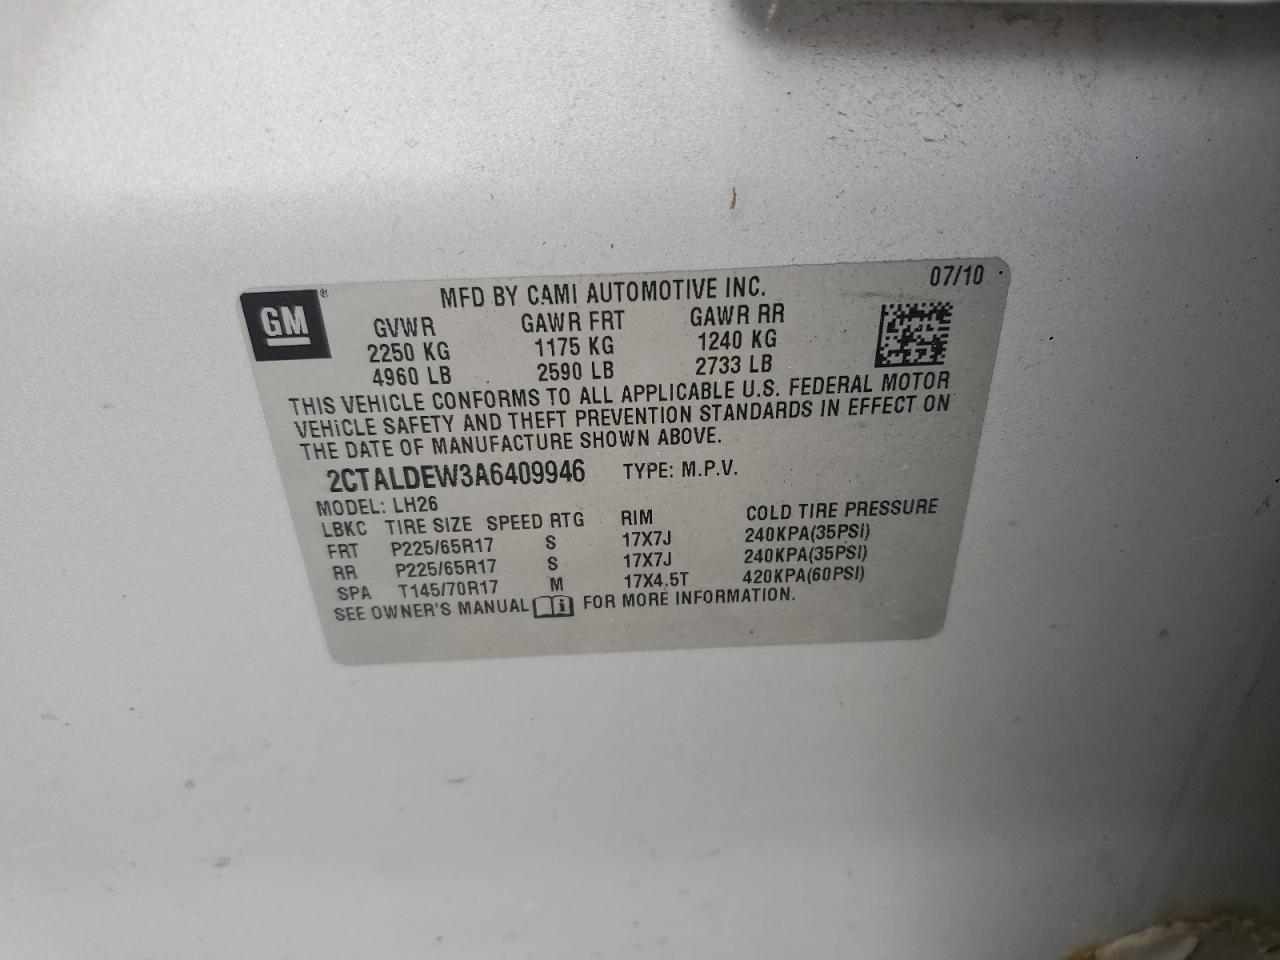 07/10
GM®
MFD BY CAMI AUTOMOTIVE INC.
GVWR GAWR FRT GAWR RR
2250 KG 1175 KG 1240 KG
4960 LB 2590 LB 2733 LB
THIS VEHICLE CONFORMS TO ALL APPLICABLE U.S. FEDERAL MOTOR
VEHICLE SAFETY AND THEFT PREVENTION STANDARDS IN EFFECT ON
THE DATE OF MANUFACTURE SHOWN ABOVE.
2CTALDEW3A6409946 TYPE: M.P.V.
MODEL: LH26
LBKC TIRE SIZE SPEED RTG RIM COLD TIRE PRESSURE
FRT P225/65R17 S 17X7J 240KPA(35PSI)
RR P225/65R17 S 17X7J 240KPA(35PSI)
SPA T145/70R17 M 17X4.5T 420KPA(60PSI)
SEE OWNER'S MANUAL i FOR MORE INFORMATION.